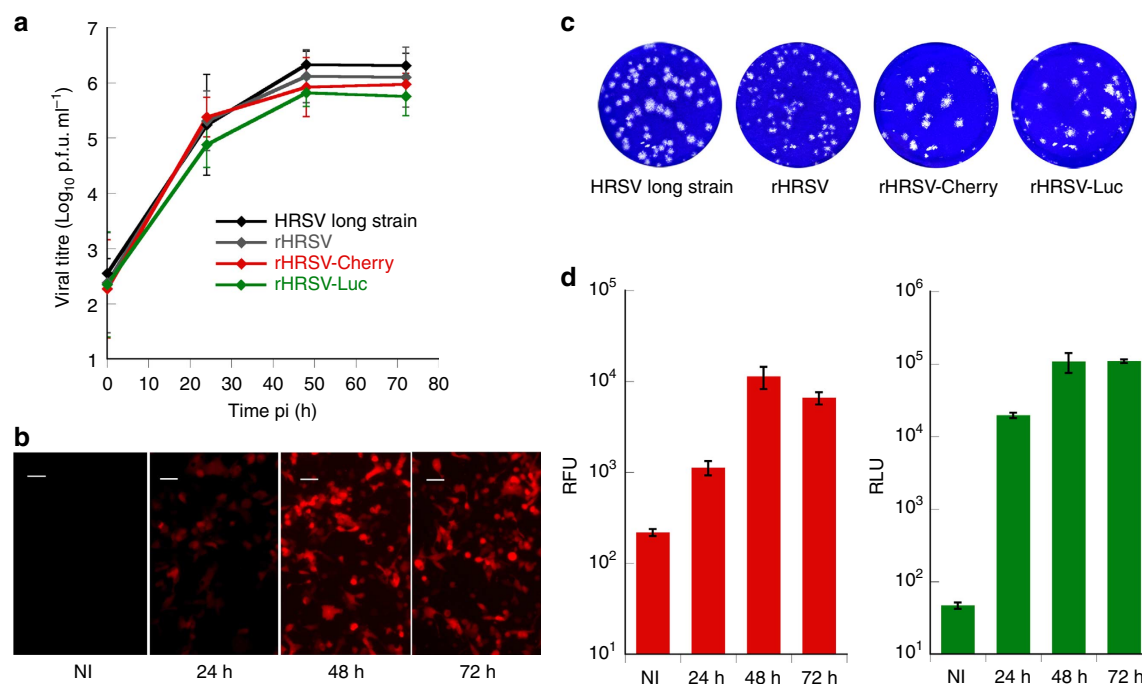 a
7
6
5
4
3
2
1
Viral titre (Log10 p.f.u. ml−1)
HRSV long strain
rHRSV
rHRSV-Cherry
rHRSV-Luc
0 10 20 30 40 50 60 70 80
Time pi (h)
b
NI 24 h 48 h 72 h
c
HRSV long strain rHRSV rHRSV-Cherry rHRSV-Luc
d
10^5
10^4
10^3
10^2
10^1
RFU
NI 24 h 48 h 72 h
10^6
10^5
10^4
10^3
10^2
10^1
RLU
NI 24 h 48 h 72 h